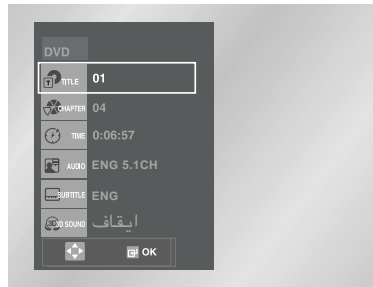 DVD
TITLE 01
CHAPTER 04
TIME 0:06:57
AUDIO ENG 5.1CH
SUBTITLE ENG
3D SOUND ايقاف
OK